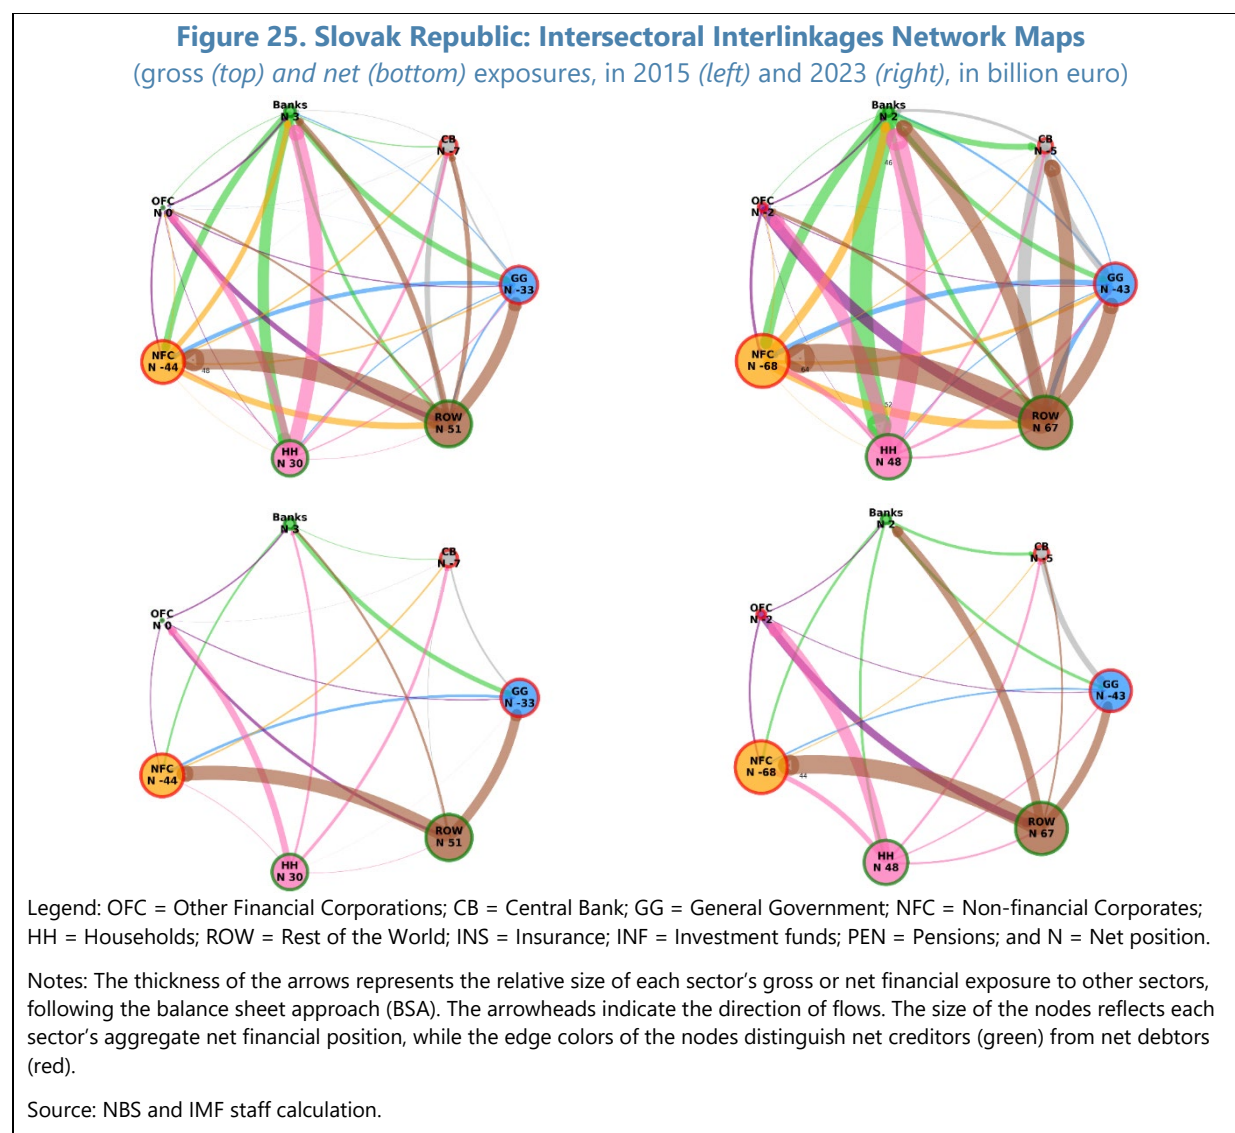 Figure 25. Slovak Republic: Intersectoral Interlinkages Network Maps
(gross (top) and net (bottom) exposures, in 2015 (left) and 2023 (right), in billion euro)
Banks
N 3
CB
N -7
OFC
N 0
GG
N -33
NFC
N -44
48
ROW
N 51
HH
N 30
Banks
N 2
46
CB
N -5
OFC
N -2
GG
N -43
NFC
N -68
64
52
ROW
N 67
HH
N 48
Banks
N 3
CB
N -7
OFC
N 0
GG
N -33
NFC
N -44
ROW
N 51
HH
N 30
Banks
N 2
CB
N -5
OFC
N -2
GG
N -43
NFC
N -68
44
ROW
N 67
HH
N 48
Legend: OFC = Other Financial Corporations; CB = Central Bank; GG = General Government; NFC = Non-financial Corporates;
HH = Households; ROW = Rest of the World; INS = Insurance; INF = Investment funds; PEN = Pensions; and N = Net position.
Notes: The thickness of the arrows represents the relative size of each sector's gross or net financial exposure to other sectors,
following the balance sheet approach (BSA). The arrowheads indicate the direction of flows. The size of the nodes reflects each
sector's aggregate net financial position, while the edge colors of the nodes distinguish net creditors (green) from net debtors
(red).
Source: NBS and IMF staff calculation.